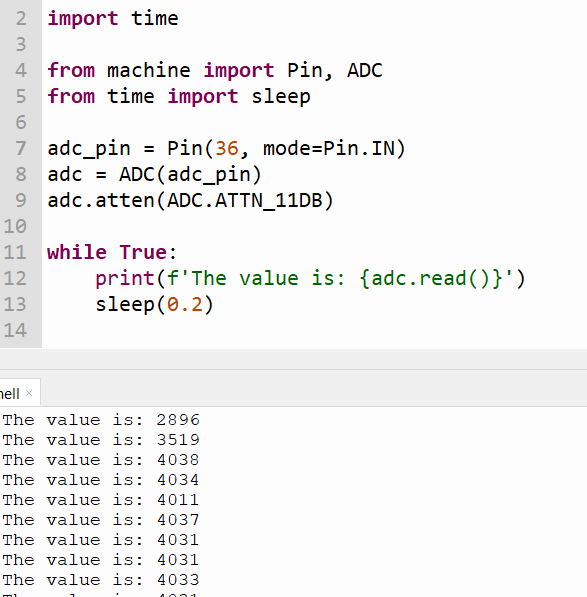 2 import time
3
4 from machine import Pin, ADC
5 from time import sleep
6
7 adc_pin = Pin(36, mode=Pin.IN)
8 adc = ADC(adc_pin)
9 adc.atten(ADC.ATTN_11DB)
10
11 while True:
12     print(f'The value is: {adc.read()}')
13     sleep(0.2)
14
hell ×
The value is: 2896
The value is: 3519
The value is: 4038
The value is: 4034
The value is: 4011
The value is: 4037
The value is: 4031
The value is: 4031
The value is: 4033